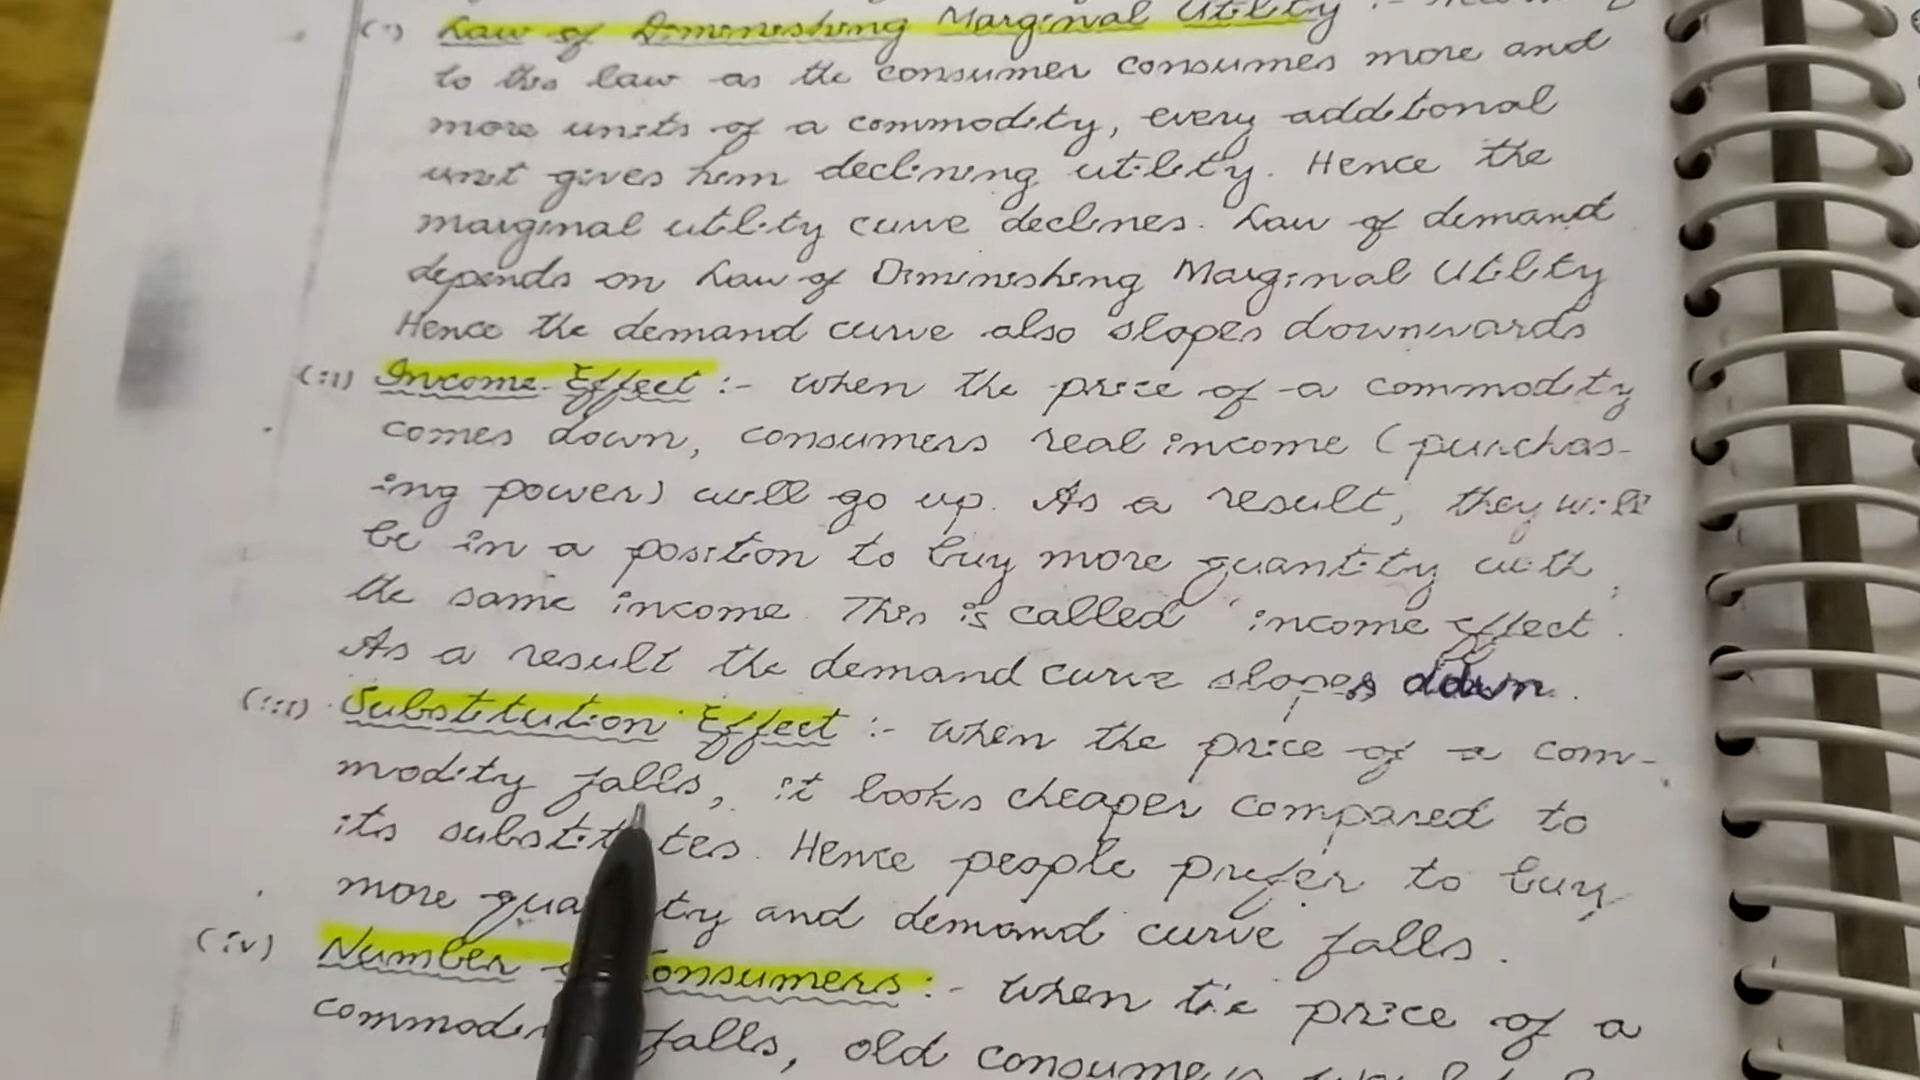 (i) Law of Diminishing Marginal Utility :-
to this law as the consumer consumes more and
more units of a commodity, every additional
unit gives him declining utility. Hence the
marginal utility curve declines. Law of demand
depends on Law of Diminishing Marginal Utility
Hence the demand curve also slopes downwards
(ii) Income Effect :- When the price of a commodity
comes down, consumers real income (purchas-
ing power) will go up. As a result, they will
be in a position to buy more quantity with
the same income. This is called 'income effect.
As a result the demand curve slopes down.
(iii) Substitution Effect :- When the price of a com-
modity falls, it looks cheaper compared to
its substitutes. Hence people prefer to buy
more quantity and demand curve falls.
(iv) Number of Consumers :- When the price of a
falls, old consumers